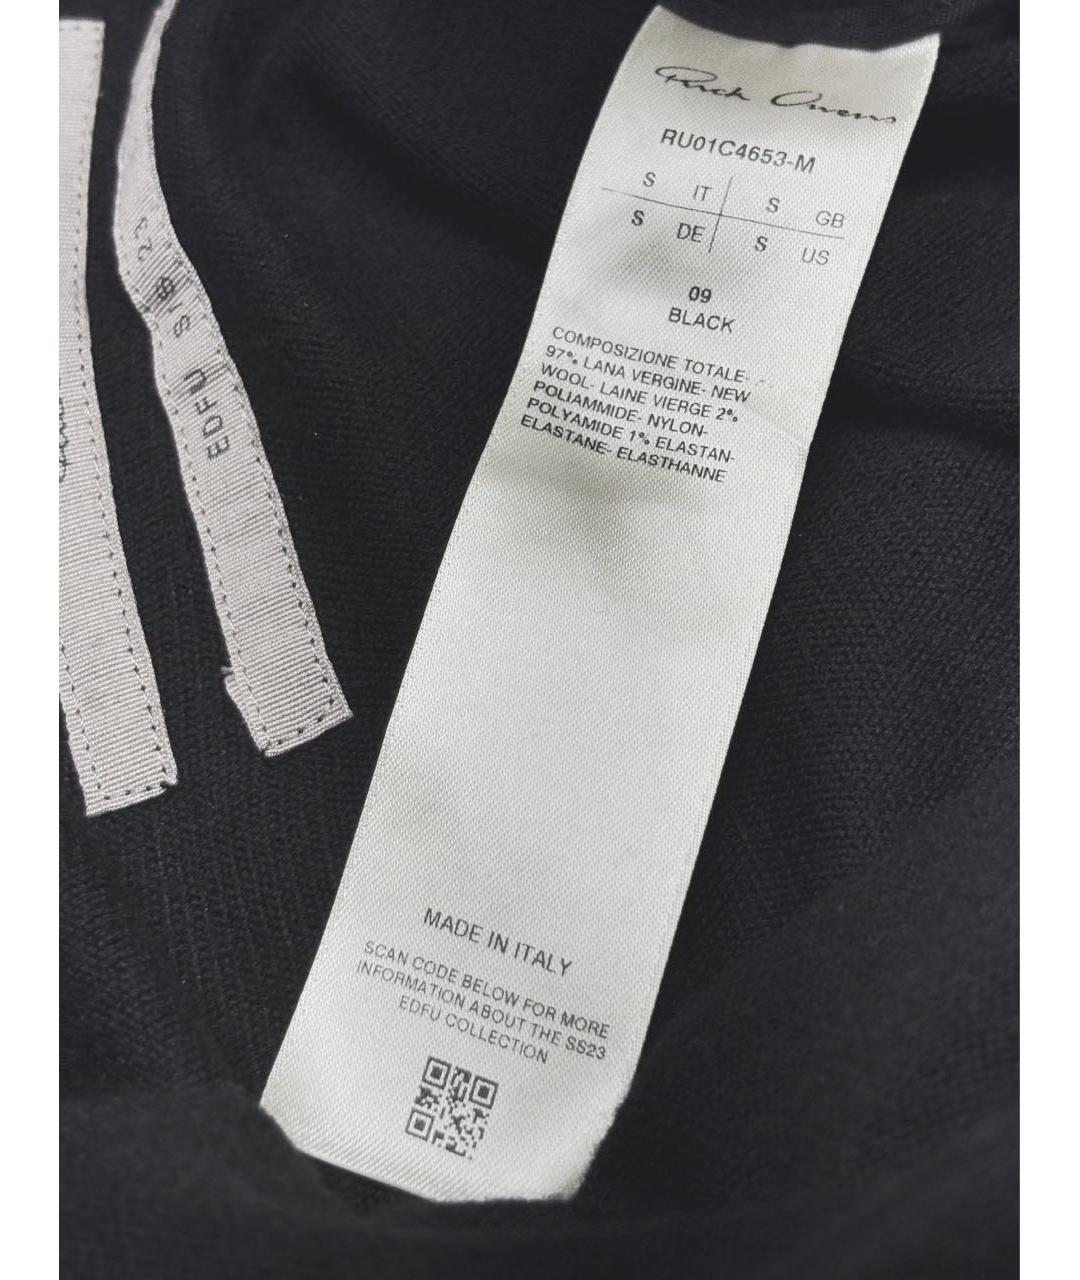 Rick Owens
RU01C4653-M
S IT S GB
S DE S US
09
BLACK
COMPOSIZIONE TOTALE-
97% LANA VERGINE- NEW
WOOL- LAINE VIERGE 2%
POLIAMMIDE- NYLON-
POLYAMIDE 1% ELASTAN-
ELASTANE- ELASTHANNE
MADE IN ITALY
SCAN CODE BELOW FOR MORE
INFORMATION ABOUT THE SS23
EDFU COLLECTION
EDFU S S 23